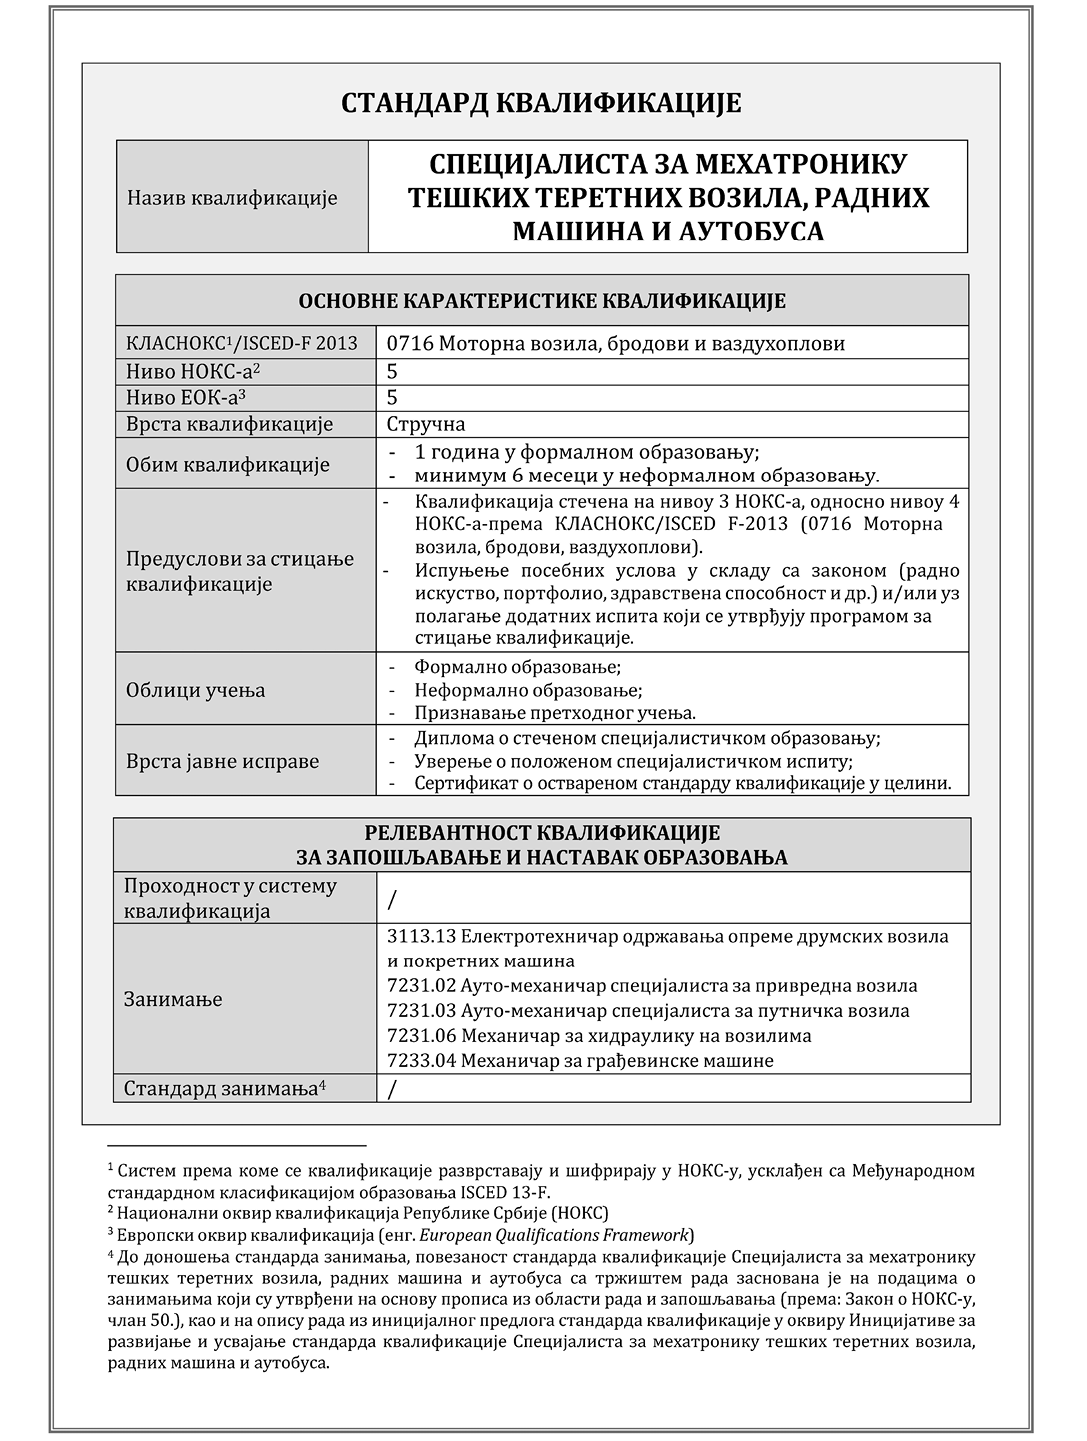 СТАНДАРД КВАЛИФИКАЦИЈЕ
Назив квалификације
СПЕЦИЈАЛИСТА ЗА МЕХАТРОНИКУ
ТЕШКИХ ТЕРЕТНИХ ВОЗИЛА, РАДНИХ
МАШИНА И АУТОБУСА
ОСНОВНЕ КАРАКТЕРИСТИКЕ КВАЛИФИКАЦИЈЕ
КЛАСНОКС¹/ISCED-F 2013
0716 Моторна возила, бродови и ваздухоплови
Ниво НОКС-а²
5
Ниво ЕОК-а³
5
Врста квалификације
Стручна
Обим квалификације
- 1 година у формалном образовању;
- минимум 6 месеци у неформалном образовању.
Предуслови за стицање
квалификације
- Квалификација стечена на нивоу 3 НОКС-а, односно нивоу 4
НОКС-а-према КЛАСНОКС/ISCED F-2013 (0716 Моторна
возила, бродови, ваздухоплови).
- Испуњење посебних услова у складу са законом (радно
искуство, портфолио, здравствена способност и др.) и/или уз
полагање додатних испита који се утврђују програмом за
стицање квалификације.
Облици учења
- Формално образовање;
- Неформално образовање;
- Признавање претходног учења.
Врста јавне исправе
- Диплома о стеченом специјалистичком образовању;
- Уверење о положеном специјалистичком испиту;
- Сертификат о оствареном стандарду квалификације у целини.
РЕЛЕВАНТНОСТ КВАЛИФИКАЦИЈЕ
ЗА ЗАПОШЉАВАЊЕ И НАСТАВАК ОБРАЗОВАЊА
Проходност у систему
квалификација
/
Занимање
3113.13 Електротехничар одржавања опреме друмских возила
и покретних машина
7231.02 Ауто-механичар специјалиста за привредна возила
7231.03 Ауто-механичар специјалиста за путничка возила
7231.06 Механичар за хидраулику на возилима
7233.04 Механичар за грађевинске машине
Стандард занимања⁴
/
¹ Систем према коме се квалификације разврставају и шифрирају у НОКС-у, усклађен са Међународном
стандардном класификацијом образовања ISCED 13-F.
² Национални оквир квалификација Републике Србије (НОКС)
³ Европски оквир квалификација (енг. European Qualifications Framework)
⁴ До доношења стандарда занимања, повезаност стандарда квалификације Специјалиста за мехатронику
тешких теретних возила, радних машина и аутобуса са тржиштем рада заснована је на подацима о
занимањима који су утврђени на основу прописа из области рада и запошљавања (према: Закон о НОКС-у,
члан 50.), као и на опису рада из иницијалног предлога стандарда квалификације у оквиру Иницијативе за
развијање и усвајање стандарда квалификације Специјалиста за мехатронику тешких теретних возила,
радних машина и аутобуса.